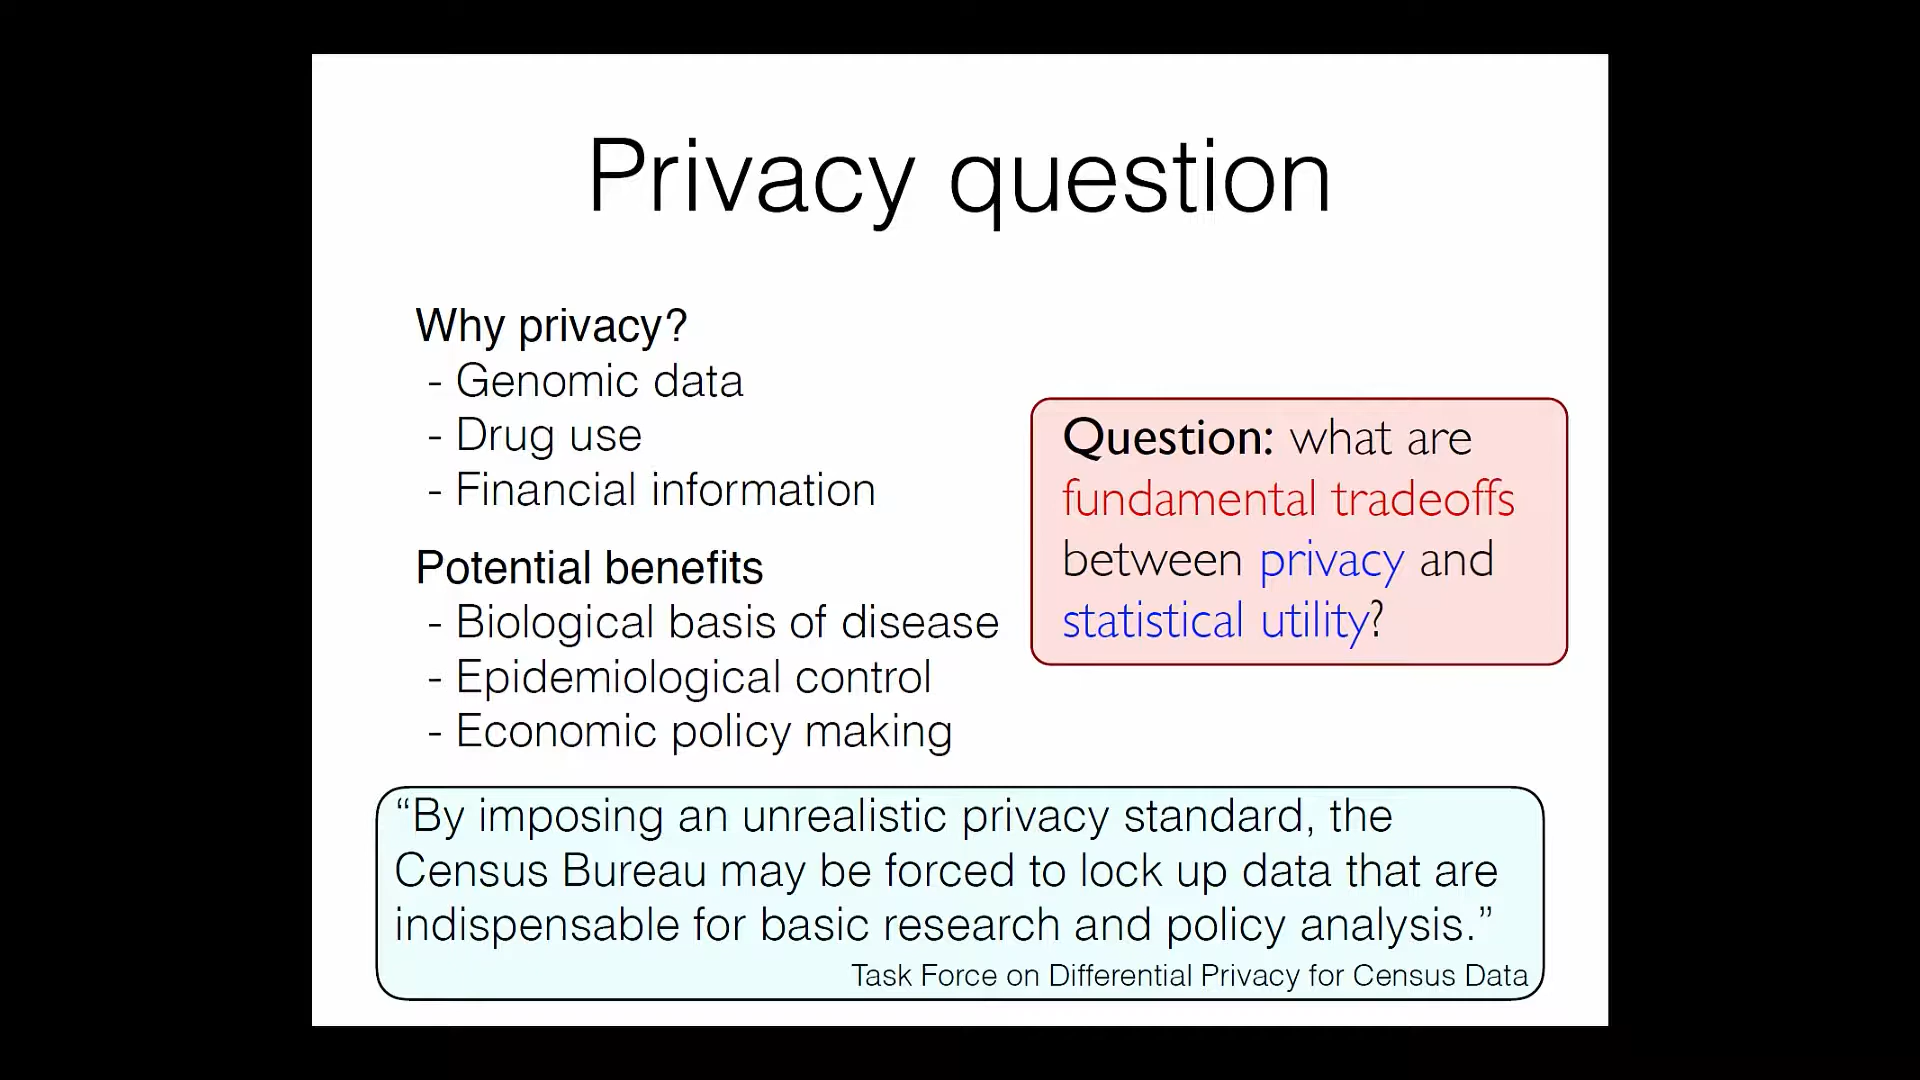 Privacy question
Why privacy?
- Genomic data
- Drug use
- Financial information
Potential benefits
- Biological basis of disease
- Epidemiological control
- Economic policy making
Question: what are
fundamental tradeoffs
between privacy and
statistical utility?
“By imposing an unrealistic privacy standard, the
Census Bureau may be forced to lock up data that are
indispensable for basic research and policy analysis.”
Task Force on Differential Privacy for Census Data